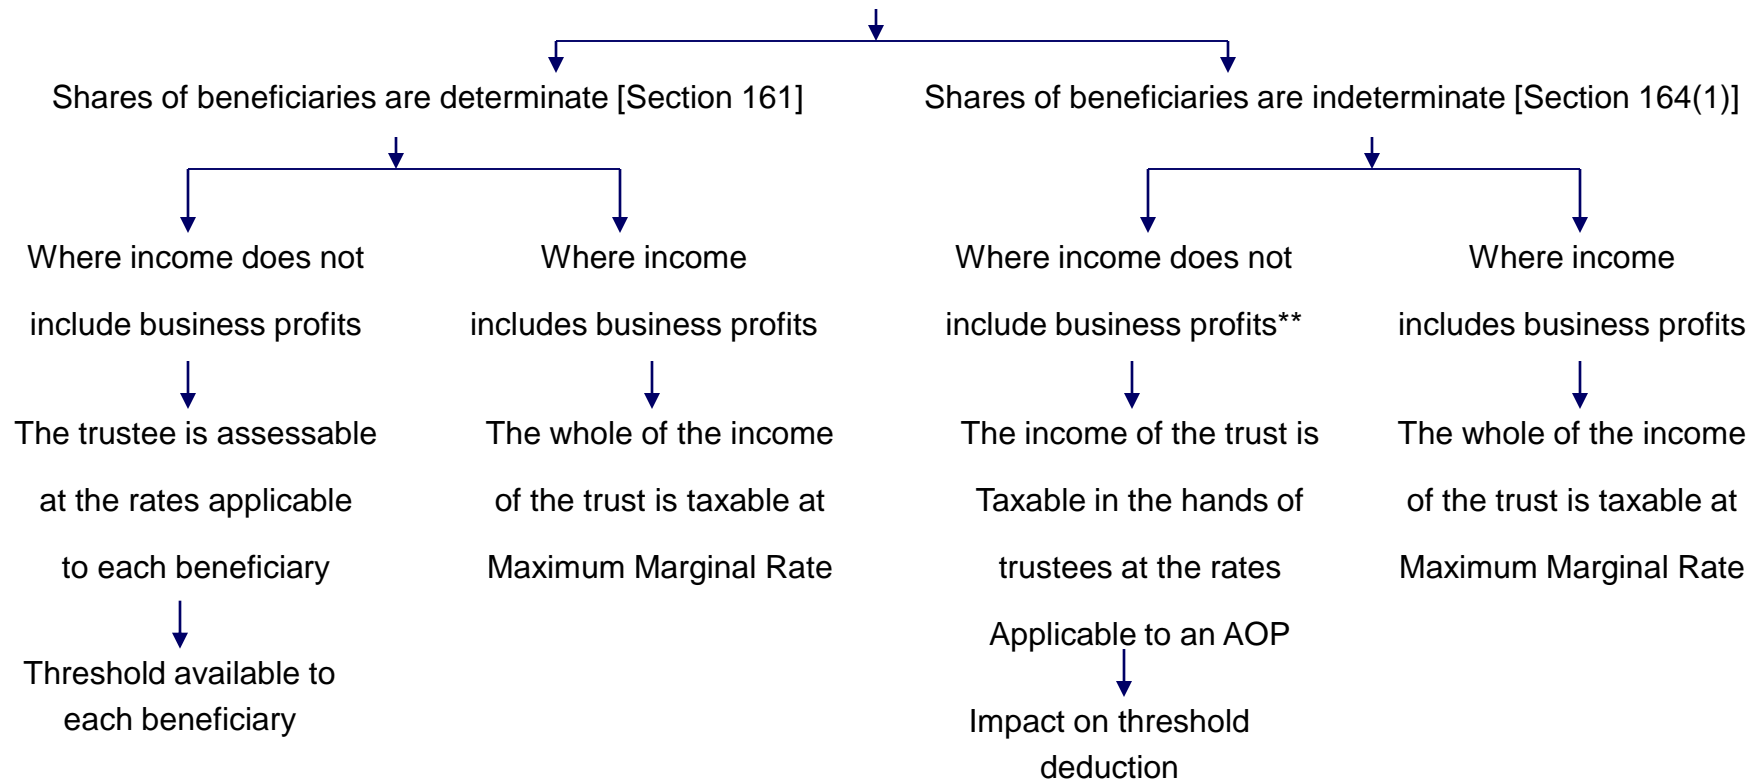 Shares of beneficiaries are determinate [Section 161]
Shares of beneficiaries are indeterminate [Section 164(1)]
Where income does not
include business profits
Where income
includes business profits
Where income does not
include business profits**
Where income
includes business profits
The trustee is assessable
at the rates applicable
to each beneficiary
The whole of the income
of the trust is taxable at
Maximum Marginal Rate
The income of the trust is
Taxable in the hands of
trustees at the rates
Applicable to an AOP
The whole of the income
of the trust is taxable at
Maximum Marginal Rate
Threshold available to
each beneficiary
Impact on threshold
deduction